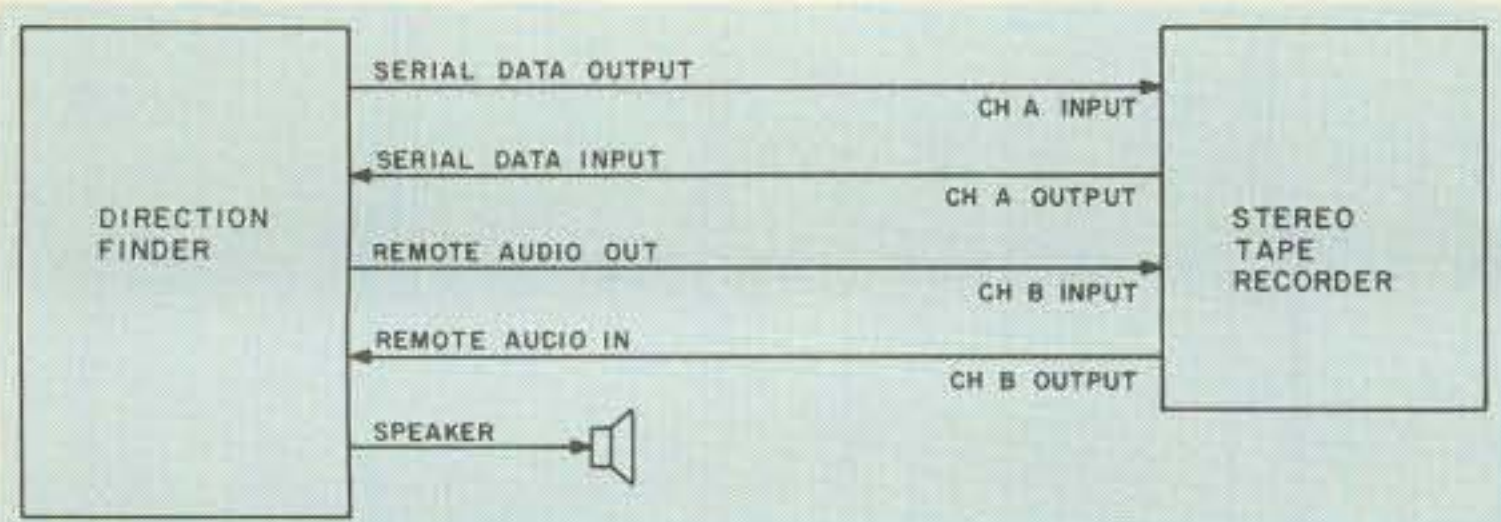 SERIAL DATA OUTPUT
CH A INPUT
SERIAL DATA INPUT
CH A OUTPUT
DIRECTION
FINDER
STEREO
TAPE
RECORDER
REMOTE AUDIO OUT
CH B INPUT
REMOTE AUDIO IN
CH B OUTPUT
SPEAKER